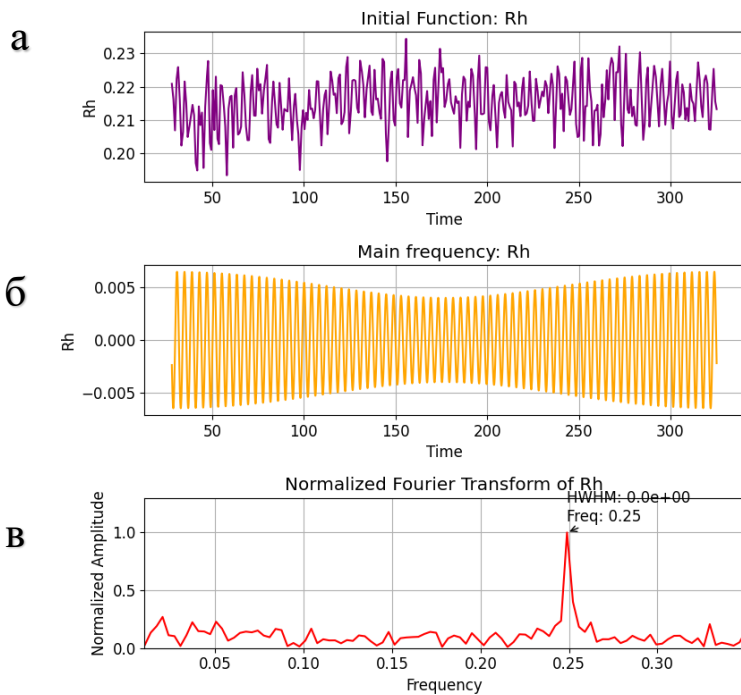 а
Initial Function: Rh
Rh
0.23
0.22
0.21
0.20
50
100
150
200
250
300
Time
б
Main frequency: Rh
Rh
0.005
0.000
−0.005
50
100
150
200
250
300
Time
в
Normalized Fourier Transform of Rh
HWHM: 0.0e+00
Freq: 0.25
Normalized Amplitude
1.0
0.5
0.0
0.05
0.10
0.15
0.20
0.25
0.30
Frequency